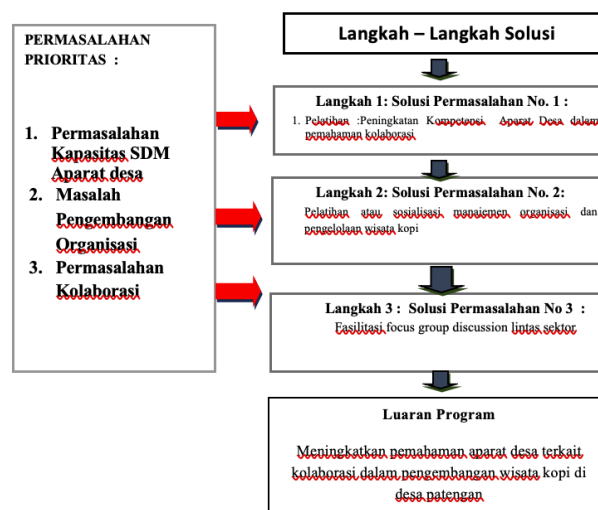 PERMASALAHAN
PRIORITAS :
1. Permasalahan
Kapasitas SDM
Aparat desa
2. Masalah
Pengembangan
Organisasi
3. Permasalahan
Kolaborasi
Langkah – Langkah Solusi
Langkah 1: Solusi Permasalahan No. 1 :
1. Pelatihan :Peningkatan Kompetensi Aparat Desa dalam
pemahaman kolaborasi
Langkah 2: Solusi Permasalahan No. 2:
Pelatihan atau sosialisasi manajemen organisasi dan
pengelolaan wisata kopi
Langkah 3 : Solusi Permasalahan No 3 :
Fasilitasi focus group discussion lintas sektor
Luaran Program
Meningkatkan pemahaman aparat desa terkait
kolaborasi dalam pengembangan wisata kopi di
desa patengan